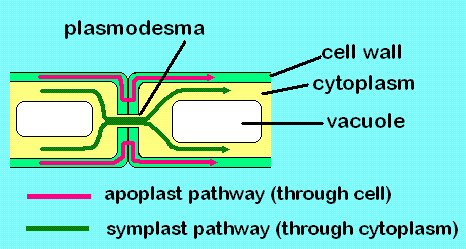 plasmodesma
cell wall
cytoplasm
vacuole
apoplast pathway (through cell)
symplast pathway (through cytoplasm)